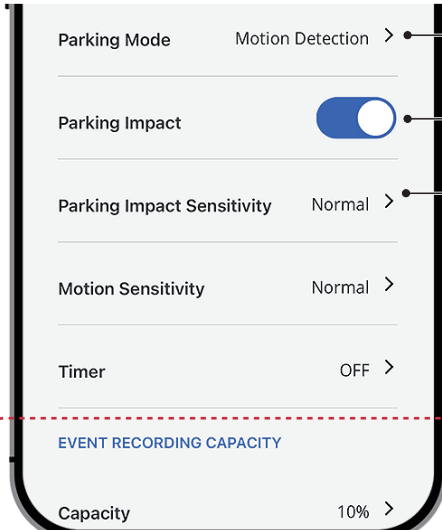 Parking Mode Motion Detection
Parking Impact
Parking Impact Sensitivity Normal
Motion Sensitivity Normal
Timer OFF
EVENT RECORDING CAPACITY
Capacity 10%